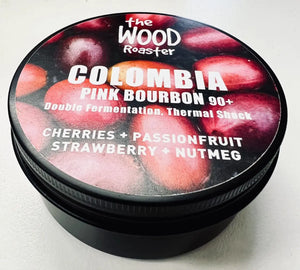 the
WOOD
Roaster
COLOMBIA
PINK BOURBON 90+
Double Fermentation, Thermal Shock
CHERRIES + PASSIONFRUIT
STRAWBERRY + NUTMEG